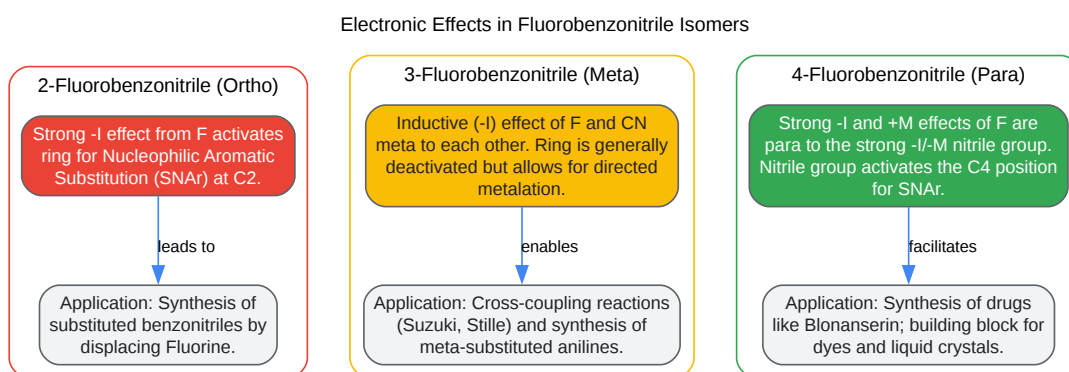 Electronic Effects in Fluorobenzonitrile Isomers
2-Fluorobenzonitrile (Ortho)
Strong -I effect from F activates
ring for Nucleophilic Aromatic
Substitution (SNAr) at C2.
leads to
Application: Synthesis of
substituted benzonitriles by
displacing Fluorine.
3-Fluorobenzonitrile (Meta)
Inductive (-I) effect of F and CN
meta to each other. Ring is generally
deactivated but allows for directed
metalation.
enables
Application: Cross-coupling reactions
(Suzuki, Stille) and synthesis of
meta-substituted anilines.
4-Fluorobenzonitrile (Para)
Strong -I and +M effects of F are
para to the strong -I/-M nitrile group.
Nitrile group activates the C4 position
for SNAr.
facilitates
Application: Synthesis of drugs
like Blonanserin; building block for
dyes and liquid crystals.